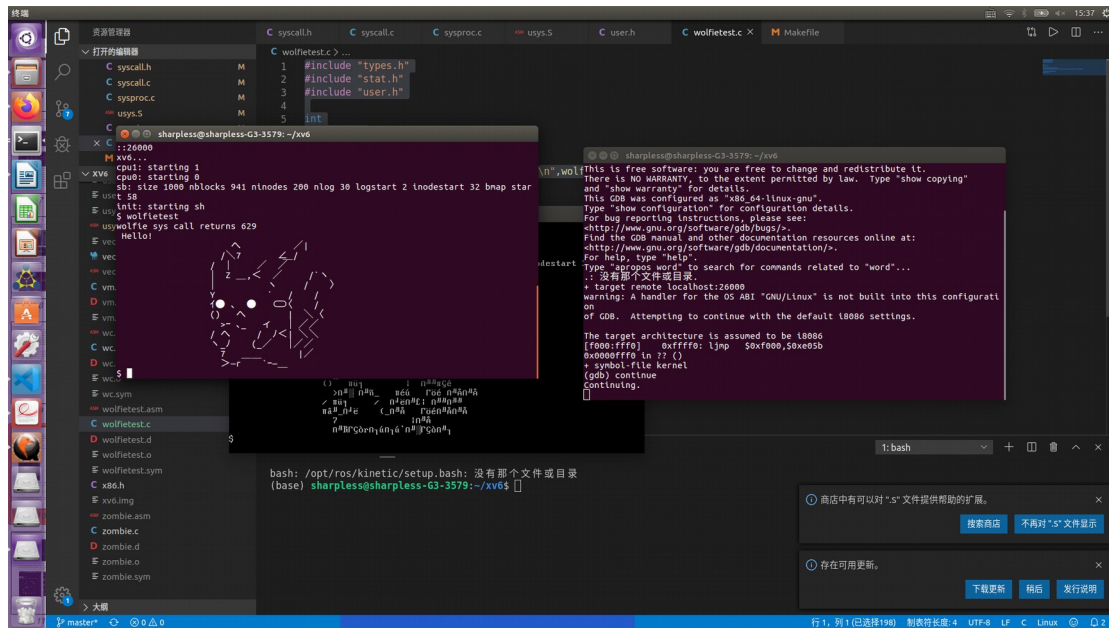 终端
15:37
资源管理器
打开的编辑器
C syscall.h M
C syscall.c M
C sysproc.c M
usys.S M
XV6
wolfietest.asm
C wolfietest.c
D wolfietest.d
wolfietest.o
wolfietest.sym
C x86.h
xv6.img
zombie.asm
C zombie.c
D zombie.d
zombie.o
zombie.sym
大纲
C syscall.h
C syscall.c
C sysproc.c
usys.S
C user.h
C wolfietest.c ×
M Makefile
C wolfietest.c > ...
1 #include "types.h"
2 #include "stat.h"
3 #include "user.h"
4
5 int
sharpless@sharpless-G3-3579: ~/xv6
::26000
xv6...
cpu1: starting 1
cpu0: starting 0
sb: size 1000 nblocks 941 ninodes 200 nlog 30 logstart 2 inodestart 32 bmap star
t 58
init: starting sh
$ wolfietest
wolfie sys call returns 629
Hello!
$
sharpless@sharpless-G3-3579: ~/xv6
This is free software: you are free to change and redistribute it.
There is NO WARRANTY, to the extent permitted by law.  Type "show copying"
and "show warranty" for details.
This GDB was configured as "x86_64-linux-gnu".
Type "show configuration" for configuration details.
For bug reporting instructions, please see:
<http://www.gnu.org/software/gdb/bugs/>.
Find the GDB manual and other documentation resources online at:
<http://www.gnu.org/software/gdb/documentation/>.
For help, type "help".
Type "apropos word" to search for commands related to "word"...
.: 没有那个文件或目录.
+ target remote localhost:26000
warning: A handler for the OS ABI "GNU/Linux" is not built into this configurati
on
of GDB.  Attempting to continue with the default i8086 settings.
The target architecture is assumed to be i8086
[f000:fff0]    0xffff0: ljmp   $0xf000,$0xe05b
0x0000fff0 in ?? ()
+ symbol-file kernel
(gdb) continue
Continuing.
$
1: bash
bash: /opt/ros/kinetic/setup.bash: 没有那个文件或目录
(base) sharpless@sharpless-G3-3579:~/xv6$
商店中有可以对 ".S" 文件提供帮助的扩展。
搜索商店
不再对 ".S" 文件显示
存在可用更新。
下载更新
稍后
发行说明
master*
0 0
行 1，列 1 (已选择198)
制表符长度: 4
UTF-8
LF
C
Linux
2